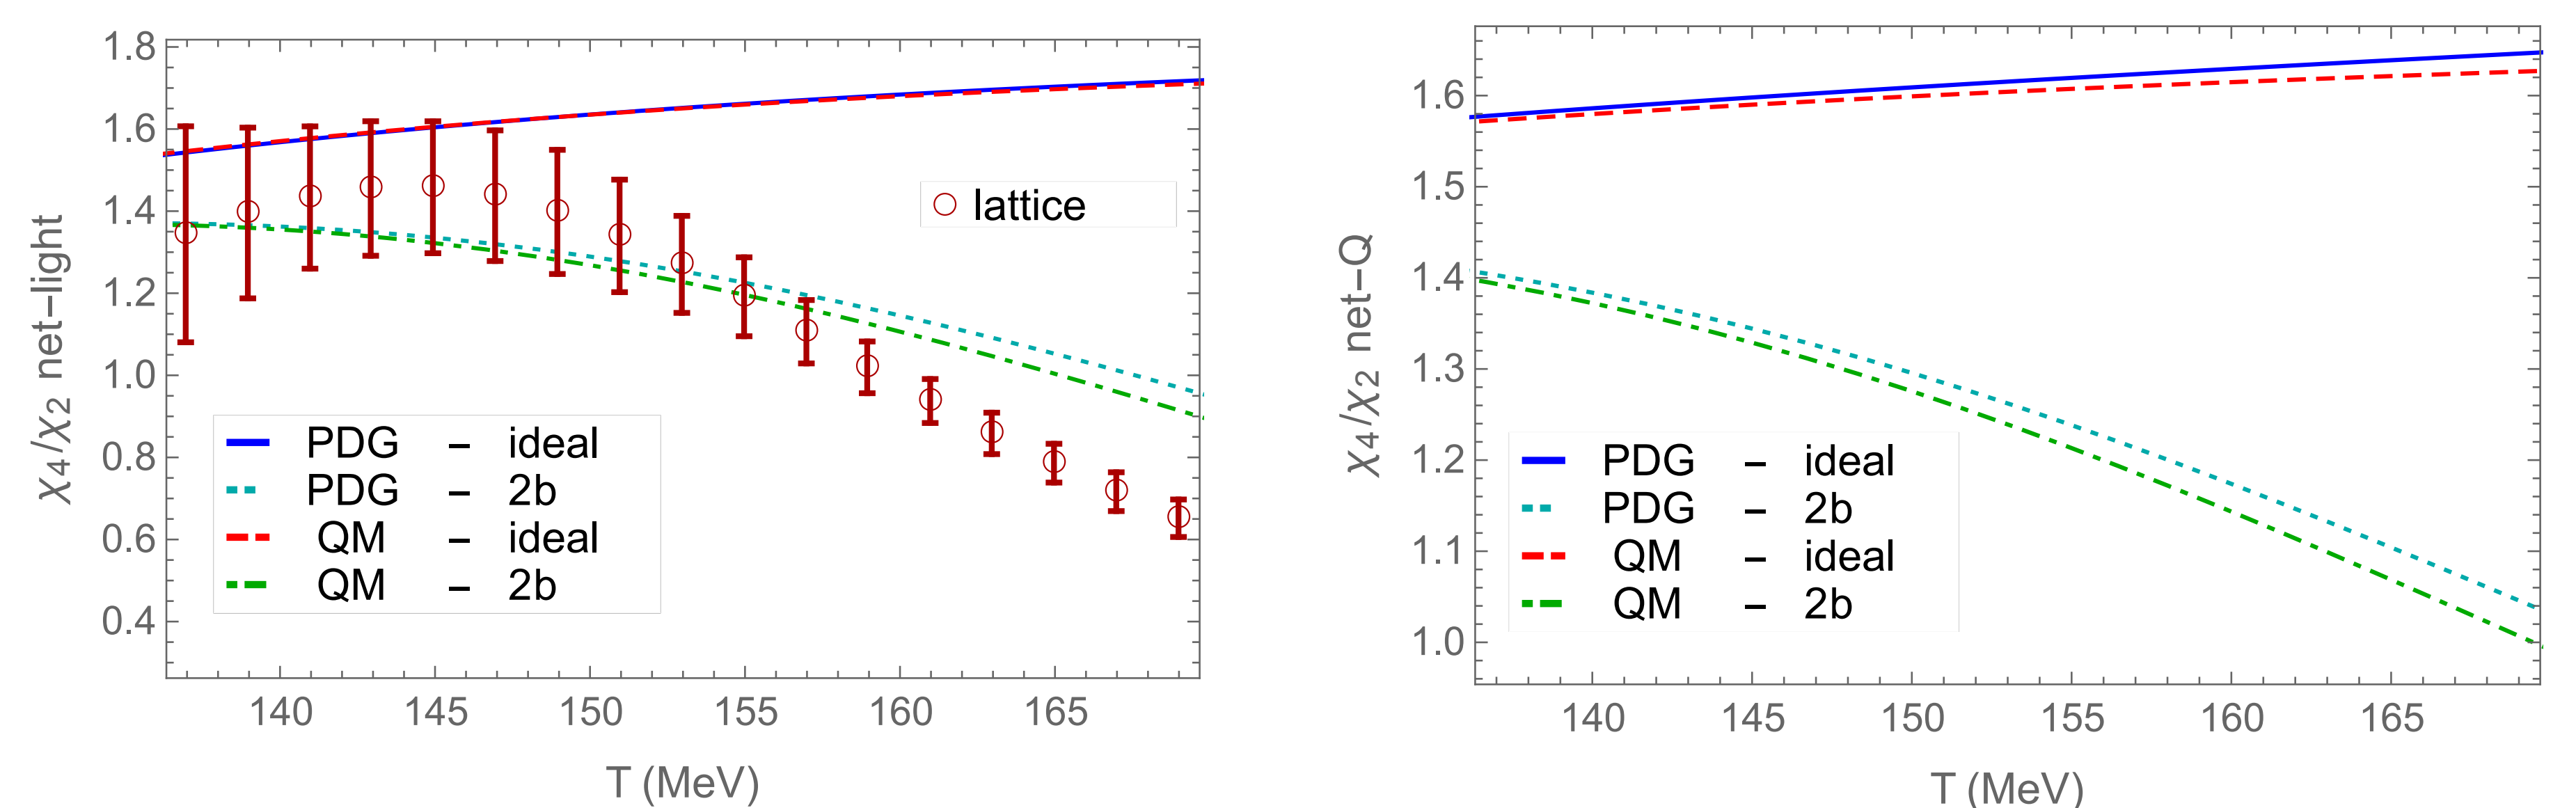 1.8
1.6
1.4
1.2
1.0
0.8
0.6
0.4
χ4/χ2 net−light
lattice
PDG − ideal
PDG − 2b
QM − ideal
QM − 2b
140 145 150 155 160 165
T (MeV)
1.6
1.5
1.4
1.3
1.2
1.1
1.0
χ4/χ2 net−Q
PDG − ideal
PDG − 2b
QM − ideal
QM − 2b
140 145 150 155 160 165
T (MeV)